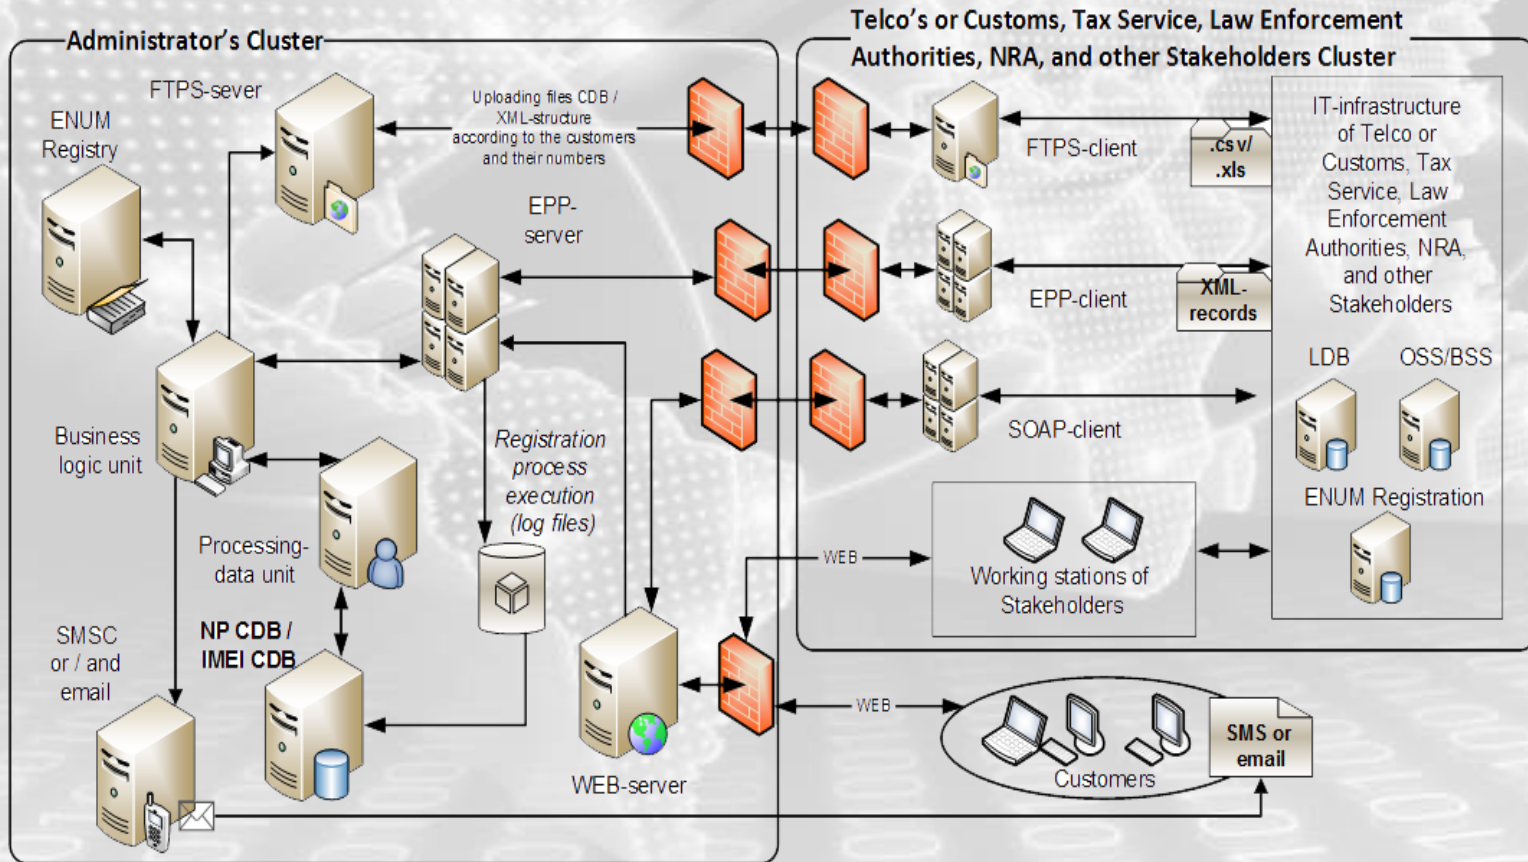 Administrator's Cluster
FTPS-sever
ENUM
Registry
Uploading files CDB /
XML-structure
according to the customers
and their numbers
EPP-
server
Business
logic unit
Registration
process
execution
(log files)
Processing-
data unit
SMSC
or / and
email
NP CDB /
IMEI CDB
WEB-server
Telco's or Customs, Tax Service, Law Enforcement
Authorities, NRA, and other Stakeholders Cluster
FTPS-client
.csv/
.xls
EPP-client
XML-
records
SOAP-client
IT-infrastructure
of Telco or
Customs, Tax
Service, Law
Enforcement
Authorities, NRA,
and other
Stakeholders
LDB
OSS/BSS
ENUM Registration
WEB
Working stations of
Stakeholders
WEB
Customers
SMS or
email